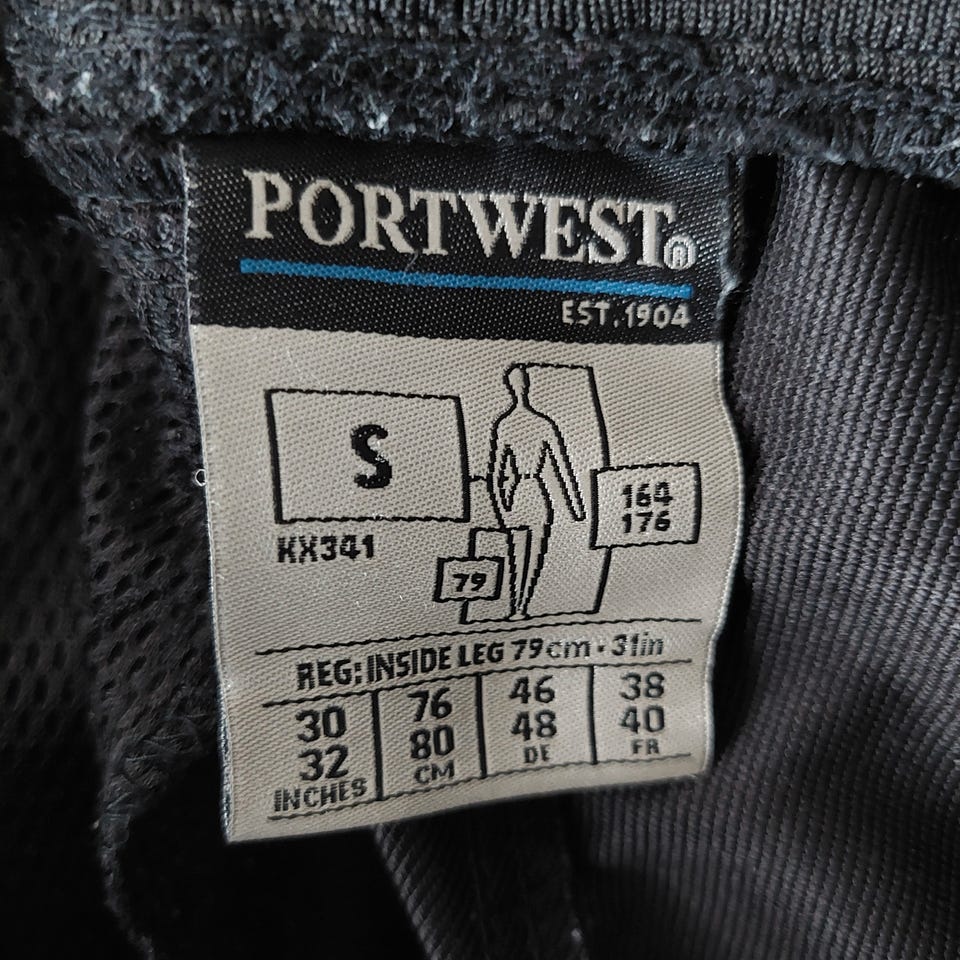 PORTWEST®
EST.1904
S
164
176
KX341
79
REG:INSIDE LEG 79cm · 31in
30 76 46 38
32 80 48 40
INCHES CM DE FR